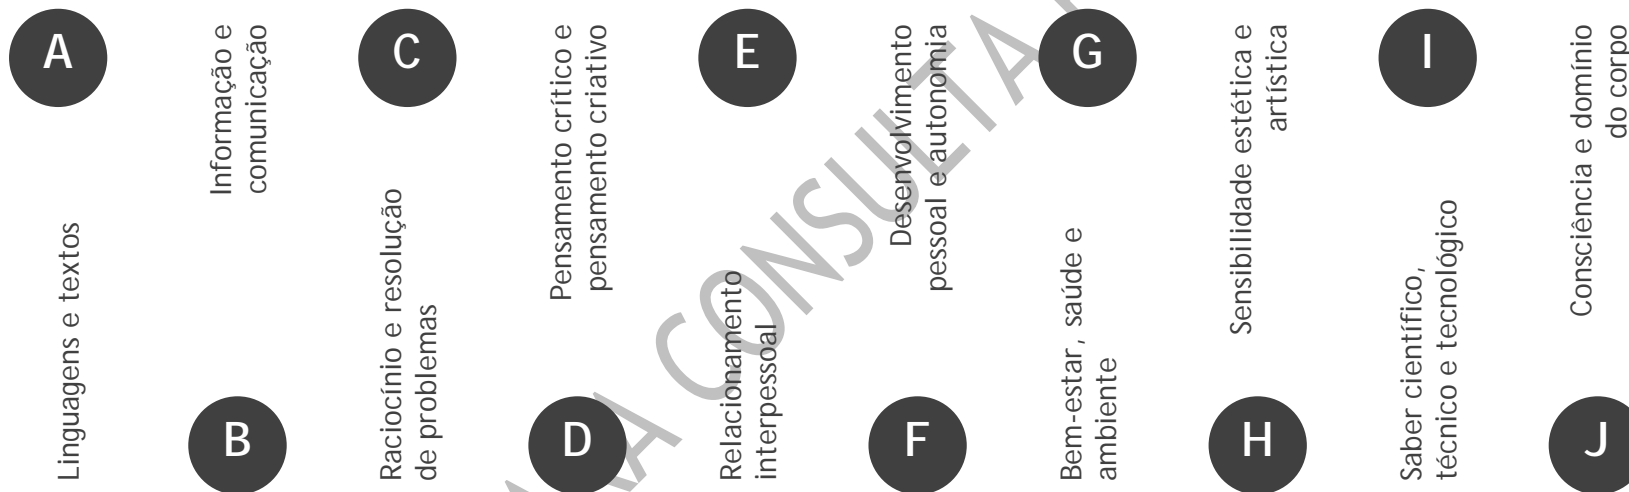 A
Linguagens e textos
Informação e
comunicação
B
C
Raciocínio e resolução
de problemas
Pensamento crítico e
pensamento criativo
D
E
Relacionamento
interpessoal
Desenvolvimento
pessoal e autonomia
F
G
Bem-estar, saúde e
ambiente
Sensibilidade estética e
artística
H
I
Saber científico,
técnico e tecnológico
Consciência e domínio
do corpo
J
CONSULTA